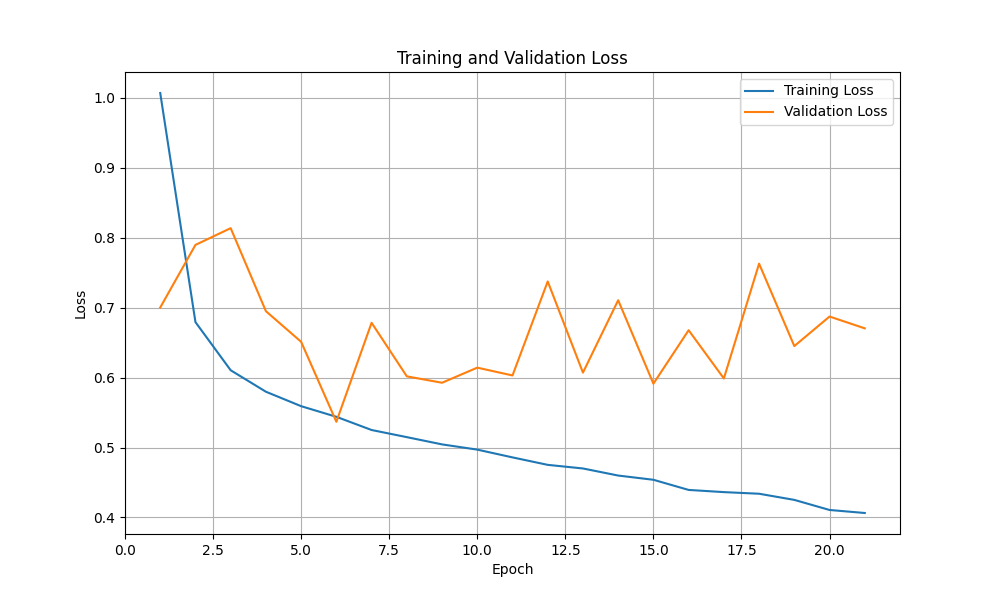 Training and Validation Loss
Training Loss
Validation Loss
1.0
0.9
0.8
0.7
0.6
0.5
0.4
Loss
0.0 2.5 5.0 7.5 10.0 12.5 15.0 17.5 20.0
Epoch